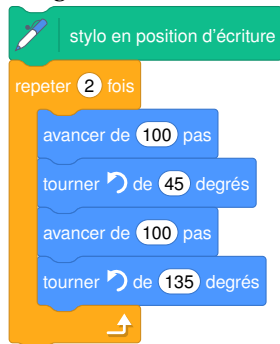 stylo en position d'écriture
repeter 2 fois
avancer de 100 pas
tourner de 45 degrés
avancer de 100 pas
tourner de 135 degrés